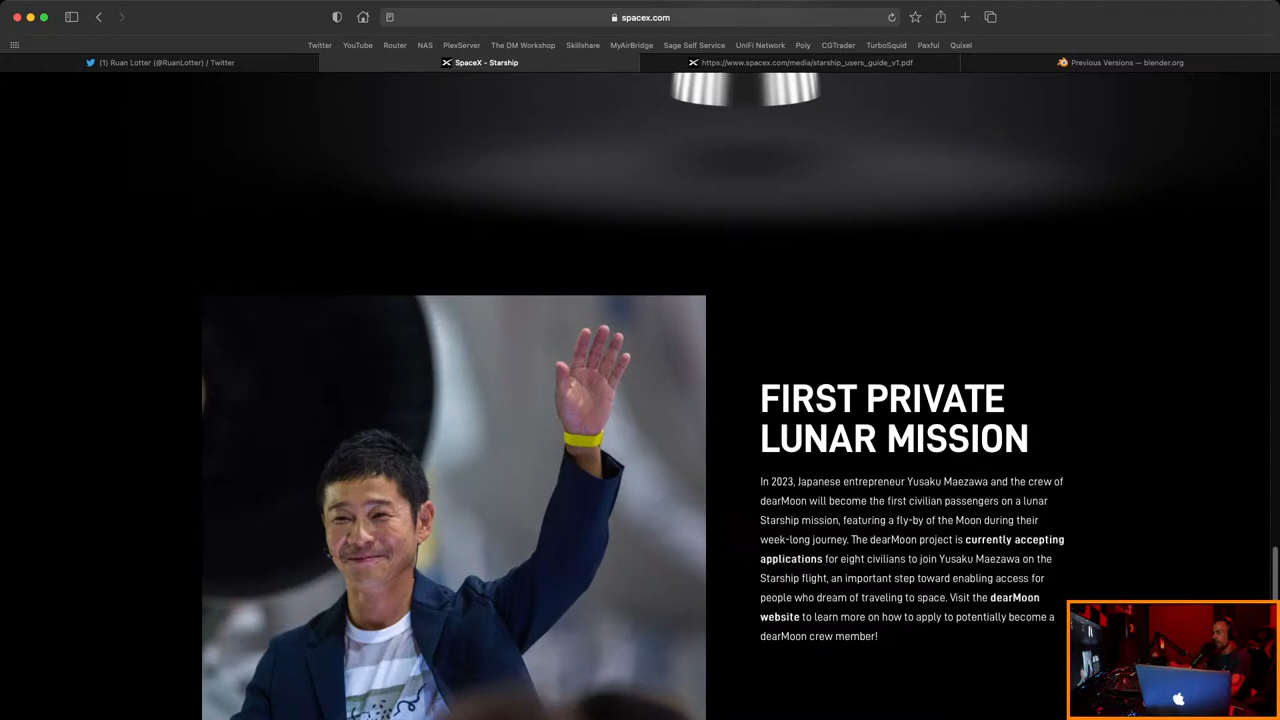 spacex.com
Twitter YouTube Router NAS PlexServer The DM Workshop Skillshare MyAirBridge Sage Self Service UniFi Network Poly CGTrader TurboSquid Paxful Quixel
(1) Ruan Lotter (@RuanLotter) / Twitter
SpaceX - Starship
https://www.spacex.com/media/starship_users_guide_v1.pdf
Previous Versions — blender.org
FIRST PRIVATE
LUNAR MISSION
In 2023, Japanese entrepreneur Yusaku Maezawa and the crew of
dearMoon will become the first civilian passengers on a lunar
Starship mission, featuring a fly-by of the Moon during their
week-long journey. The dearMoon project is currently accepting
applications for eight civilians to join Yusaku Maezawa on the
Starship flight, an important step toward enabling access for
people who dream of traveling to space. Visit the dearMoon
website to learn more on how to apply to potentially become a
dearMoon crew member!